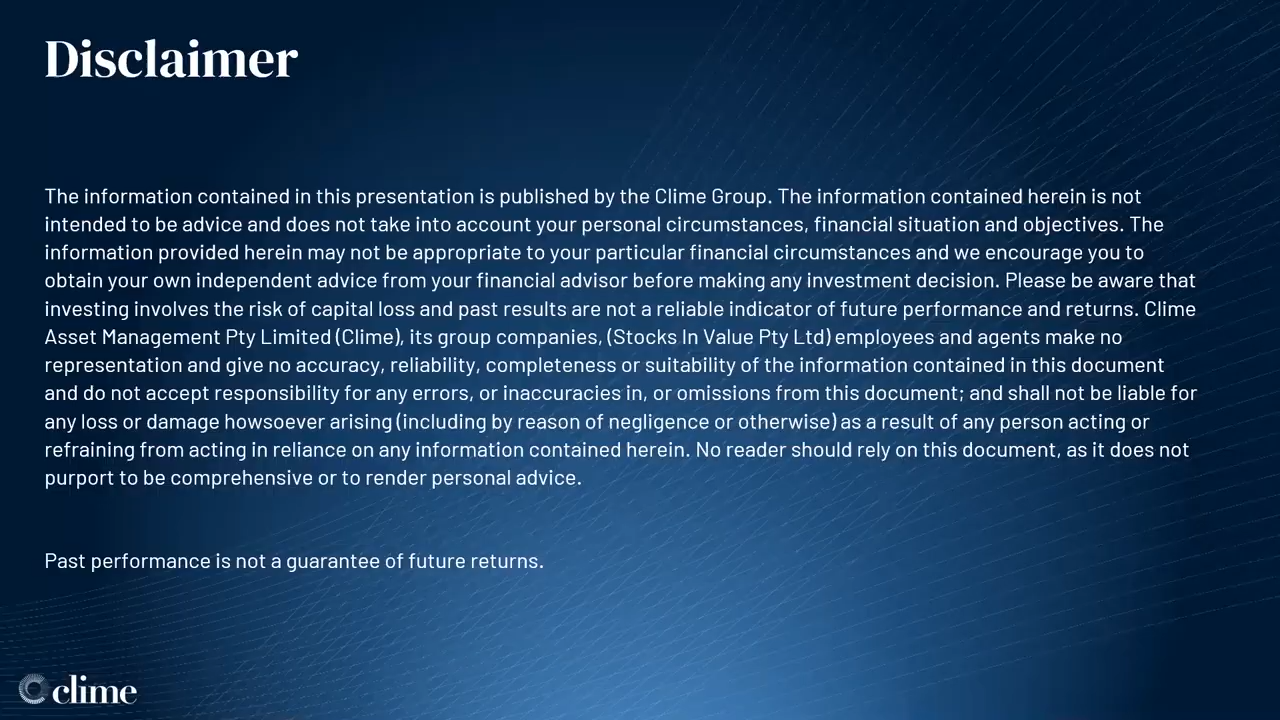 Disclaimer
The information contained in this presentation is published by the Clime Group. The information contained herein is not
intended to be advice and does not take into account your personal circumstances, financial situation and objectives. The
information provided herein may not be appropriate to your particular financial circumstances and we encourage you to
obtain your own independent advice from your financial advisor before making any investment decision. Please be aware that
investing involves the risk of capital loss and past results are not a reliable indicator of future performance and returns. Clime
Asset Management Pty Limited (Clime), its group companies, (Stocks In Value Pty Ltd) employees and agents make no
representation and give no accuracy, reliability, completeness or suitability of the information contained in this document
and do not accept responsibility for any errors, or inaccuracies in, or omissions from this document; and shall not be liable for
any loss or damage howsoever arising (including by reason of negligence or otherwise) as a result of any person acting or
refraining from acting in reliance on any information contained herein. No reader should rely on this document, as it does not
purport to be comprehensive or to render personal advice.
Past performance is not a guarantee of future returns.
clime